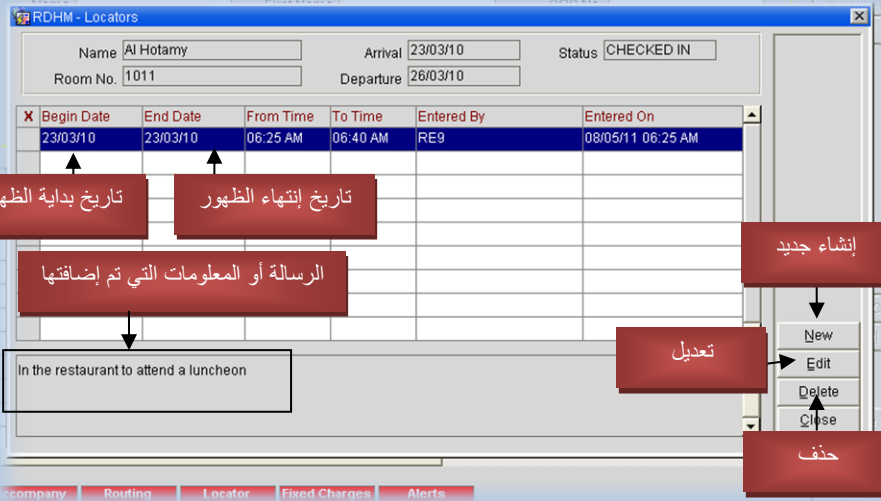 RDHM - Locators
Name Al Hotamy Arrival 23/03/10 Status CHECKED IN
Room No. 1011 Departure 26/03/10
X Begin Date End Date From Time To Time Entered By Entered On
23/03/10 23/03/10 06:25 AM 06:40 AM RE9 08/05/11 06:25 AM
تاريخ بداية
تاريخ إنتهاء الظهور
إنشاء جديد
الرسالة أو المعلومات التي تم إضافتها
New
تعديل
Edit
In the restaurant to attend a luncheon
Delete
Close
حذف
Routing Locator Fixed Charges Alerts